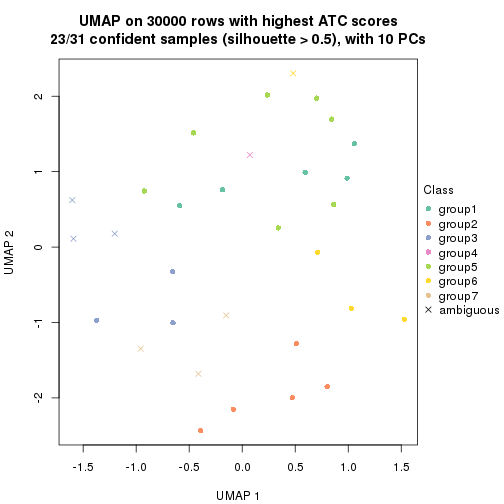 UMAP on 30000 rows with highest ATC scores
23/31 confident samples (silhouette > 0.5), with 10 PCs
2
1
0
-1
-2
UMAP 2
-1.5 -1.0 -0.5 0.0 0.5 1.0 1.5
UMAP 1
Class
group1
group2
group3
group4
group5
group6
group7
ambiguous